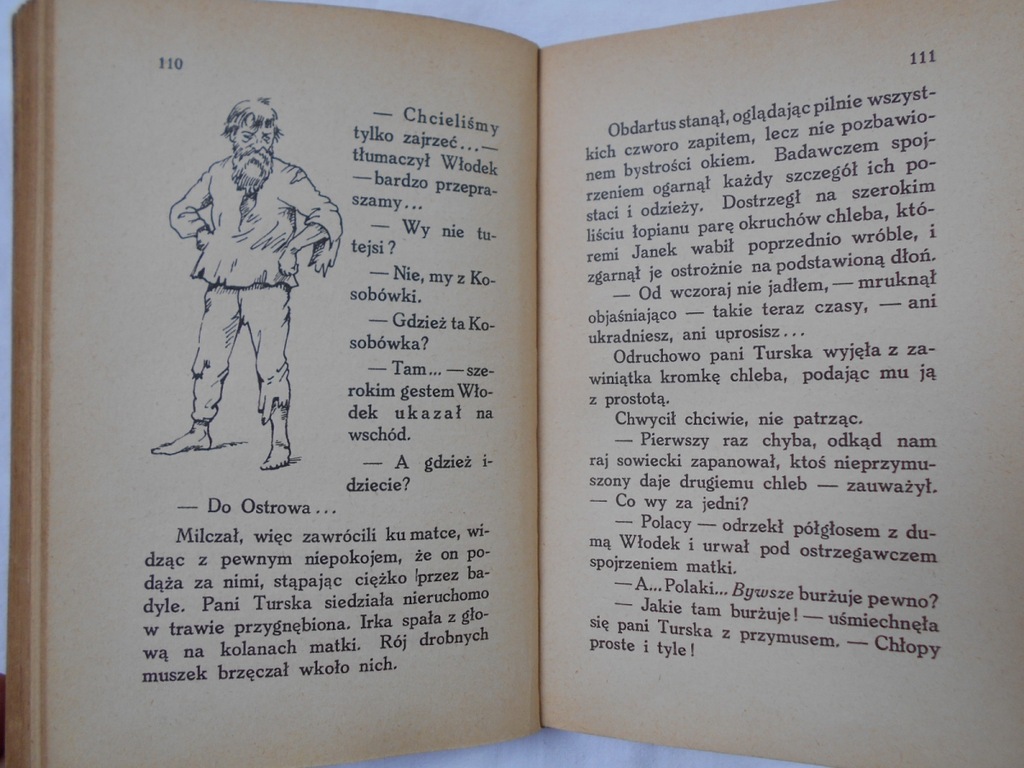 110
— Chcieliśmy
tylko zajrzeć...—
tłumaczył Włodek
—bardzo przepra-
szamy...
— Wy nie tu-
tejsi?
— Nie, my z Ko-
sobówki.
— Gdzież ta Ko-
sobówka?
— Tam... —sze-
rokim gestem Wło-
dek ukazał na
wschód.
— A gdzież i-
dziecie?
— Do Ostrowa...
Milczał, więc zawrócili ku matce, wi-
dząc z pewnym niepokojem, że on po-
dąża za nimi, stąpając ciężko przez ba-
dyle. Pani Turska siedziała nieruchomo
w trawie przygnębiona. Irka spała z gło-
wą na kolanach matki. Rój drobnych
muszek brzęczał wkoło nich.
111
Obdartus stanął, oglądając pilnie wszyst-
kich czworo zapitem, lecz nie pozbawio-
nem bystrości okiem. Badawczem spoj-
rzeniem ogarnął każdy szczegół ich po-
staci i odzieży. Dostrzegł na szerokim
liściu łopianu parę okruchów chleba, któ-
remi Janek wabił poprzednio wróble, i
zgarnął je ostrożnie na podstawioną dłoń.
— Od wczoraj nie jadłem, — mruknął
objaśniająco — takie teraz czasy, — ani
ukradniesz, ani uprosisz...
Odruchowo pani Turska wyjęła z za-
winiątka kromkę chleba, podając mu ją
z prostotą.
Chwycił chciwie, nie patrząc.
— Pierwszy raz chyba, odkąd nam
raj sowiecki zapanował, ktoś nieprzymu-
szony daje drugiemu chleb — zauważył.
— Co wy za jedni?
— Polacy — odrzekł półgłosem z du-
mą Włodek i urwał pod ostrzegawczem
spojrzeniem matki.
— A... Polaki... Bywsze burżuje pewno?
— Jakie tam burżuje! — uśmiechnęła
się pani Turska z przymusem. — Chłopy
proste i tyle!